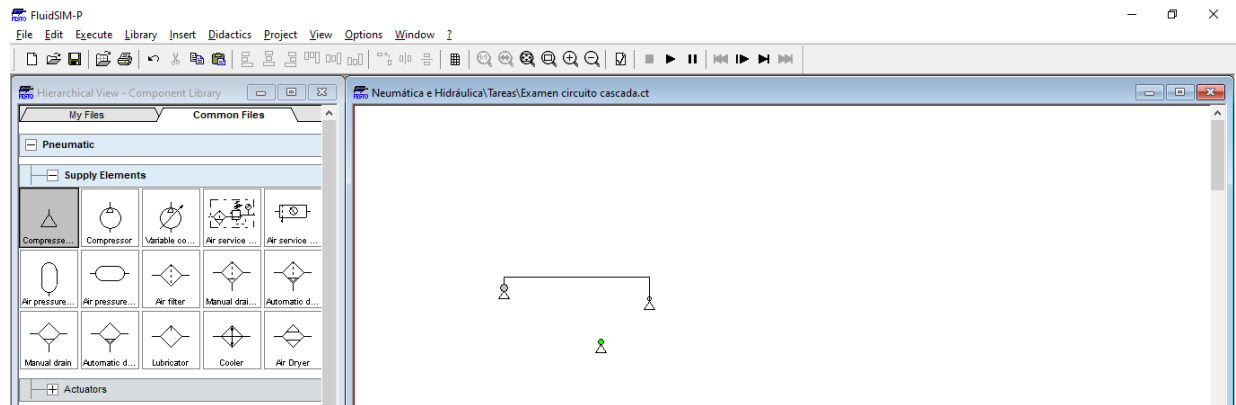 FluidSIM-P
File Edit Execute Library Insert Didactics Project View Options Window ?
FESTO Hierarchical View - Component Library
FESTO Neumática e Hidráulica\Tareas\Examen circuito cascada.ct
My Files Common Files
Pneumatic
Supply Elements
Compresse... Compressor Variable co... Air service ... Air service ...
Air pressure... Air pressure... Air filter Manual drai... Automatic d...
Manual drain Automatic d... Lubricator Cooler Air Dryer
Actuators